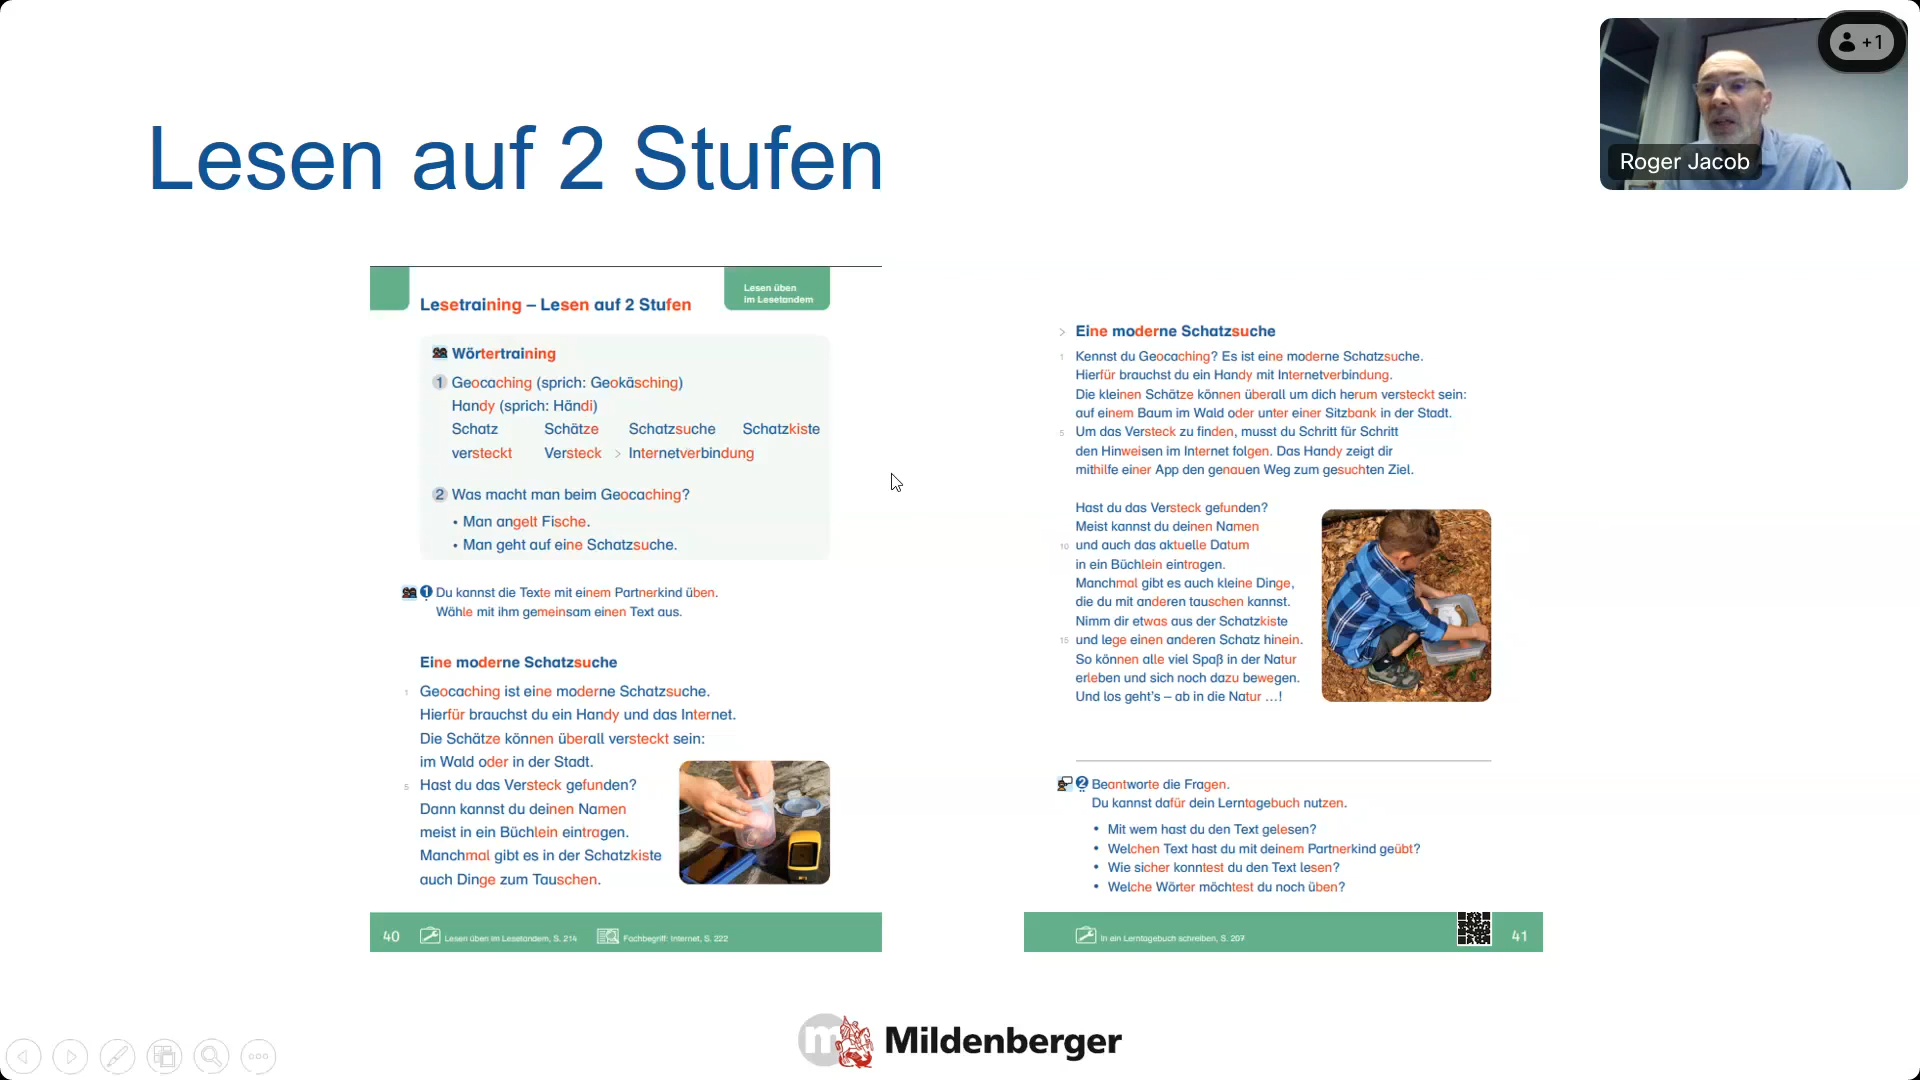 Lesen auf 2 Stufen
+1
Roger Jacob
Lesetraining – Lesen auf 2 Stufen
Lesen üben
im Lesetandem
Wörtertraining
1 Geocaching (sprich: Geokäsching)
Handy (sprich: Händi)
Schatz Schätze Schatzsuche Schatzkiste
versteckt Versteck > Internetverbindung
2 Was macht man beim Geocaching?
• Man angelt Fische.
• Man geht auf eine Schatzsuche.
1 Du kannst die Texte mit einem Partnerkind üben.
Wähle mit ihm gemeinsam einen Text aus.
Eine moderne Schatzsuche
1 Geocaching ist eine moderne Schatzsuche.
Hierfür brauchst du ein Handy und das Internet.
Die Schätze können überall versteckt sein:
im Wald oder in der Stadt.
5 Hast du das Versteck gefunden?
Dann kannst du deinen Namen
meist in ein Büchlein eintragen.
Manchmal gibt es in der Schatzkiste
auch Dinge zum Tauschen.
40 Lesen üben im Lesetandem, S. 214 Fachbegriff: Internet, S. 222
> Eine moderne Schatzsuche
1 Kennst du Geocaching? Es ist eine moderne Schatzsuche.
Hierfür brauchst du ein Handy mit Internetverbindung.
Die kleinen Schätze können überall um dich herum versteckt sein:
auf einem Baum im Wald oder unter einer Sitzbank in der Stadt.
5 Um das Versteck zu finden, musst du Schritt für Schritt
den Hinweisen im Internet folgen. Das Handy zeigt dir
mithilfe einer App den genauen Weg zum gesuchten Ziel.
Hast du das Versteck gefunden?
Meist kannst du deinen Namen
10 und auch das aktuelle Datum
in ein Büchlein eintragen.
Manchmal gibt es auch kleine Dinge,
die du mit anderen tauschen kannst.
Nimm dir etwas aus der Schatzkiste
15 und lege einen anderen Schatz hinein.
So können alle viel Spaß in der Natur
erleben und sich noch dazu bewegen.
Und los geht's – ab in die Natur …!
2 Beantworte die Fragen.
Du kannst dafür dein Lerntagebuch nutzen.
• Mit wem hast du den Text gelesen?
• Welchen Text hast du mit deinem Partnerkind geübt?
• Wie sicher konntest du den Text lesen?
• Welche Wörter möchtest du noch üben?
In ein Lerntagebuch schreiben, S. 207 41
m Mildenberger